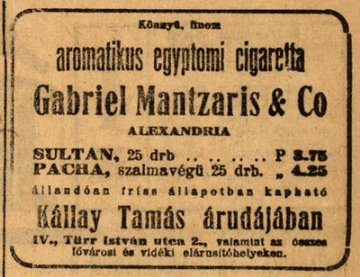 Könnyű, finom
aromatikus egyptomi cigaretta
Gabriel Mantzaris & Co
ALEXANDRIA
SULTAN, 25 drb .. .. .. .. P 3.75
PACHA, szalmavégű 25 drb. „ 4.25
állandóan friss állapotban kapható
Kállay Tamás árudájában
IV., Türr István utca 2., valamint az összes
fővárosi és vidéki elárusítóhelyeken.